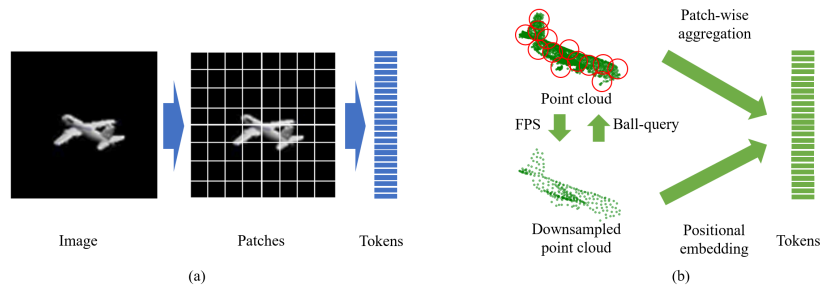 Image
Patches
Tokens
(a)
Patch-wise
aggregation
Point cloud
FPS
Ball-query
Downsampled
point cloud
Positional
embedding
Tokens
(b)